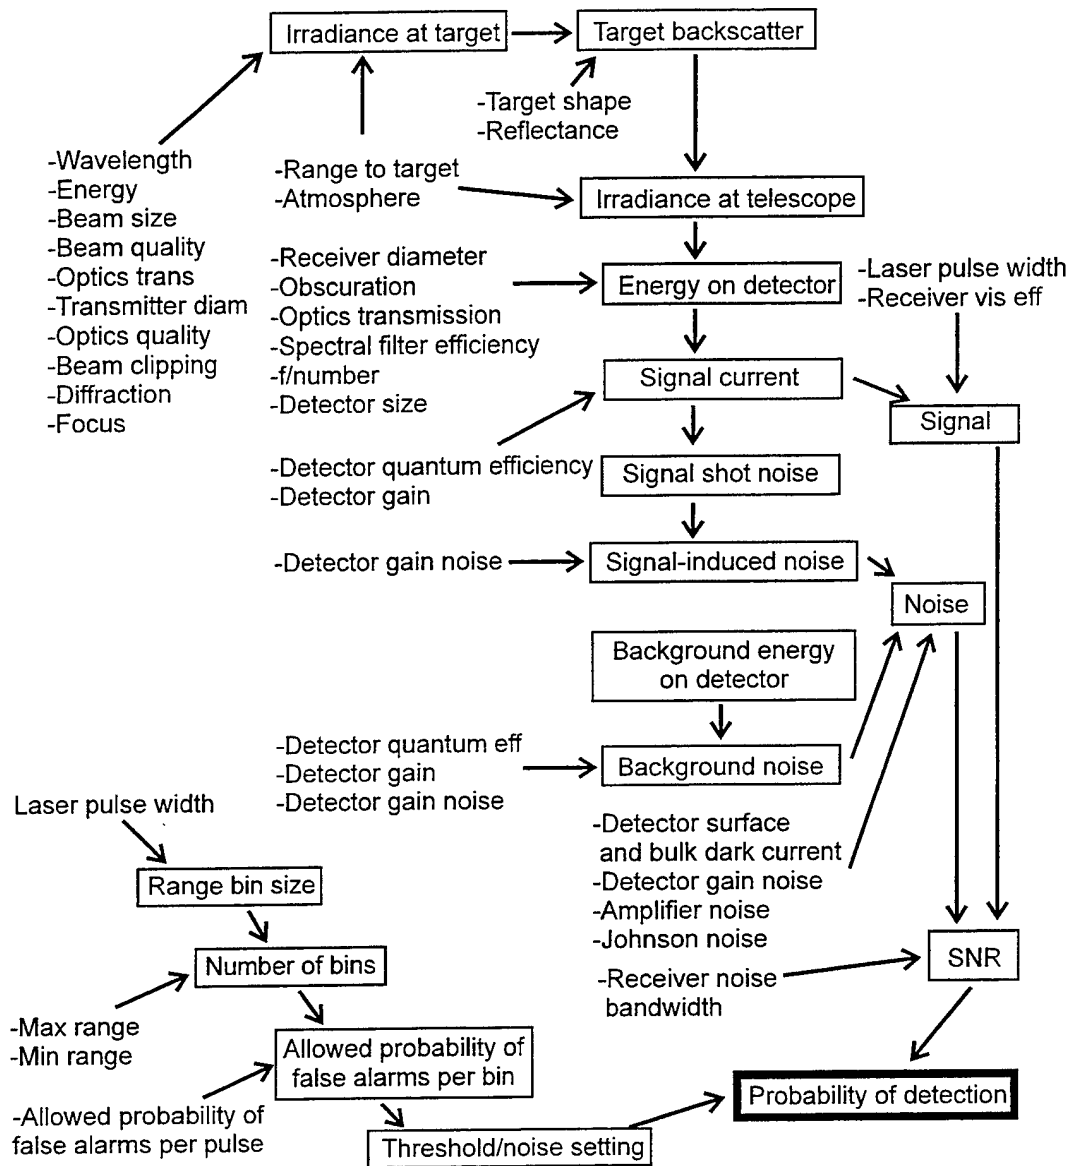 Irradiance at target
Target backscatter
-Target shape
-Reflectance
-Wavelength
-Energy
-Beam size
-Beam quality
-Optics trans
-Transmitter diam
-Optics quality
-Beam clipping
-Diffraction
-Focus
-Range to target
-Atmosphere
Irradiance at telescope
-Receiver diameter
-Obscuration
-Optics transmission
-Spectral filter efficiency
-f/number
-Detector size
Energy on detector
-Laser pulse width
-Receiver vis eff
Signal current
Signal
-Detector quantum efficiency
-Detector gain
Signal shot noise
-Detector gain noise
Signal-induced noise
Noise
Background energy
on detector
-Detector quantum eff
-Detector gain
-Detector gain noise
Background noise
-Detector surface
and bulk dark current
-Detector gain noise
-Amplifier noise
-Johnson noise
Laser pulse width
Range bin size
Number of bins
-Receiver noise
bandwidth
SNR
-Max range
-Min range
Allowed probability of
false alarms per bin
-Allowed probability of
false alarms per pulse
Threshold/noise setting
Probability of detection